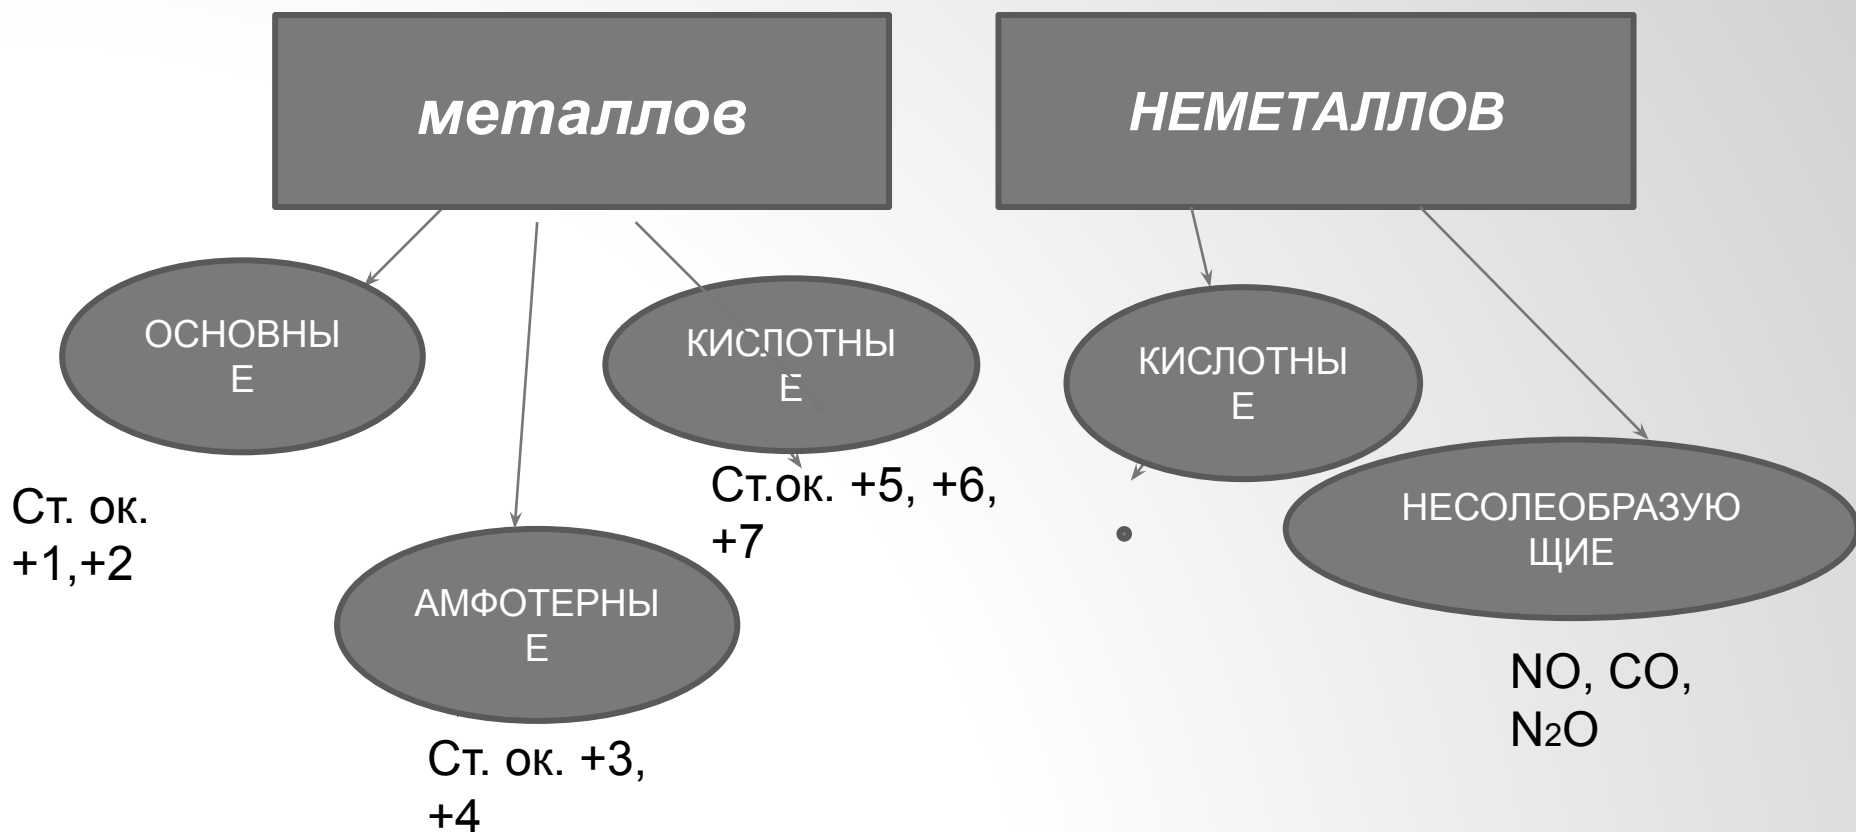 металлов
НЕМЕТАЛЛОВ
ОСНОВНЫ
Е
Ст. ок.
+1,+2
АМФОТЕРНЫ
Е
Ст. ок. +3,
+4
КИСЛОТНЫ
Е
Ст.ок. +5, +6,
+7
КИСЛОТНЫ
Е
НЕСОЛЕОБРАЗУЮ
ЩИЕ
NO, CO,
N2O